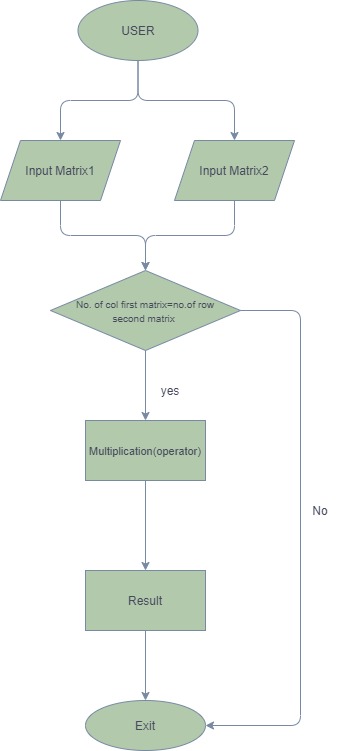 USER
Input Matrix1
Input Matrix2
No. of col first matrix=no.of row
second matrix
yes
Multiplication(operator)
No
Result
Exit